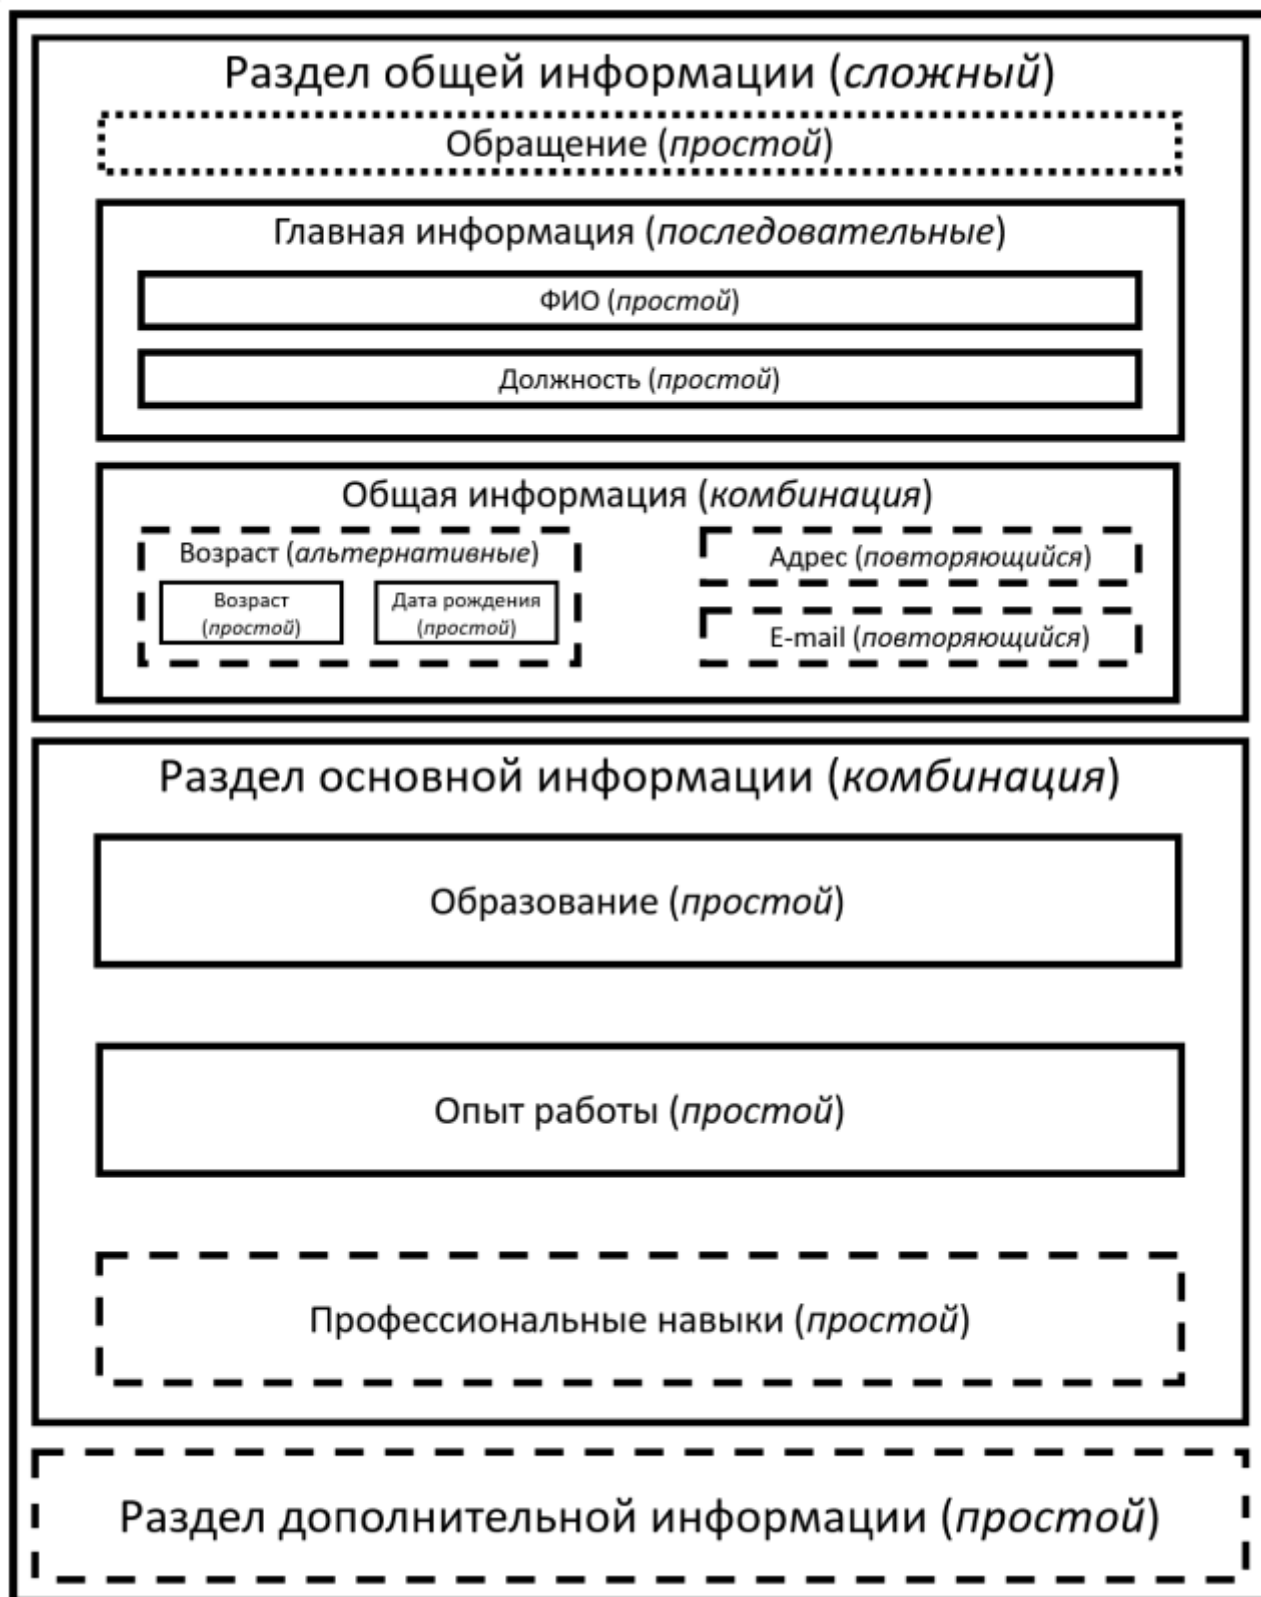 Раздел общей информации (сложный)
Обращение (простой)
Главная информация (последовательные)
ФИО (простой)
Должность (простой)
Общая информация (комбинация)
Возраст (альтернативные)
Возраст
(простой)
Дата рождения
(простой)
Адрес (повторяющийся)
E-mail (повторяющийся)
Раздел основной информации (комбинация)
Образование (простой)
Опыт работы (простой)
Профессиональные навыки (простой)
Раздел дополнительной информации (простой)